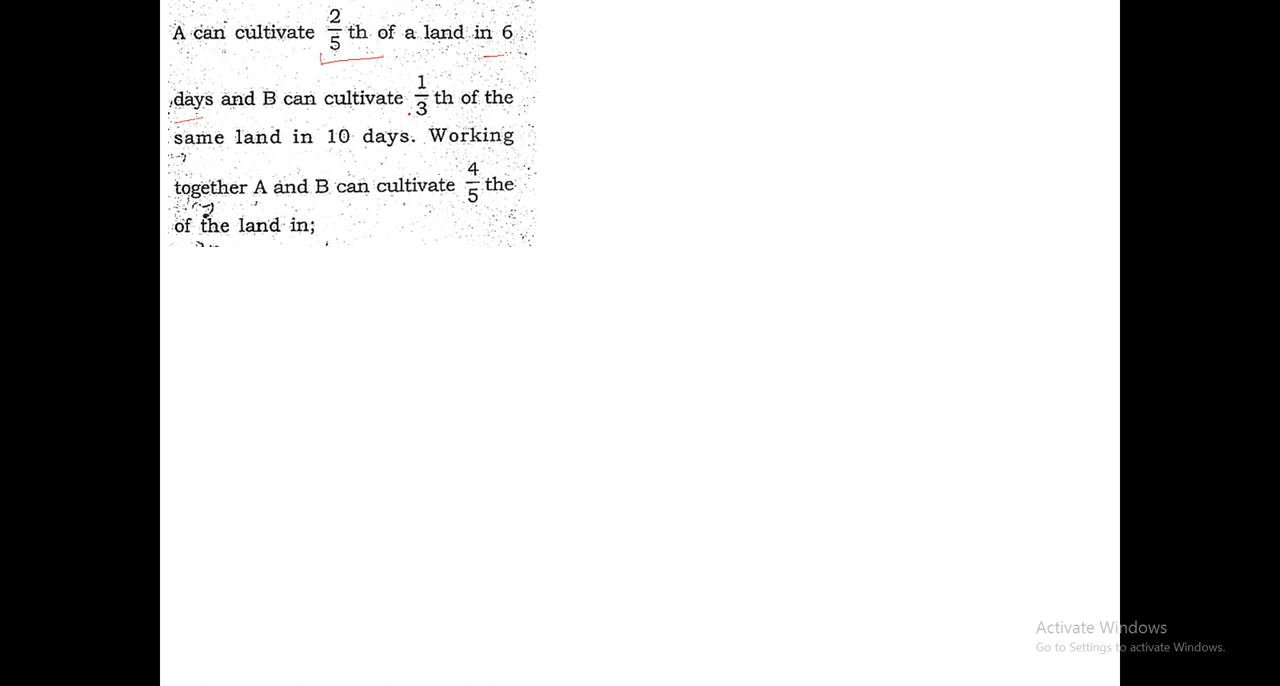 A can cultivate 2/5 th of a land in 6
days and B can cultivate 1/3 th of the
same land in 10 days. Working
together A and B can cultivate 4/5 the
of the land in;
Activate Windows
Go to Settings to activate Windows.